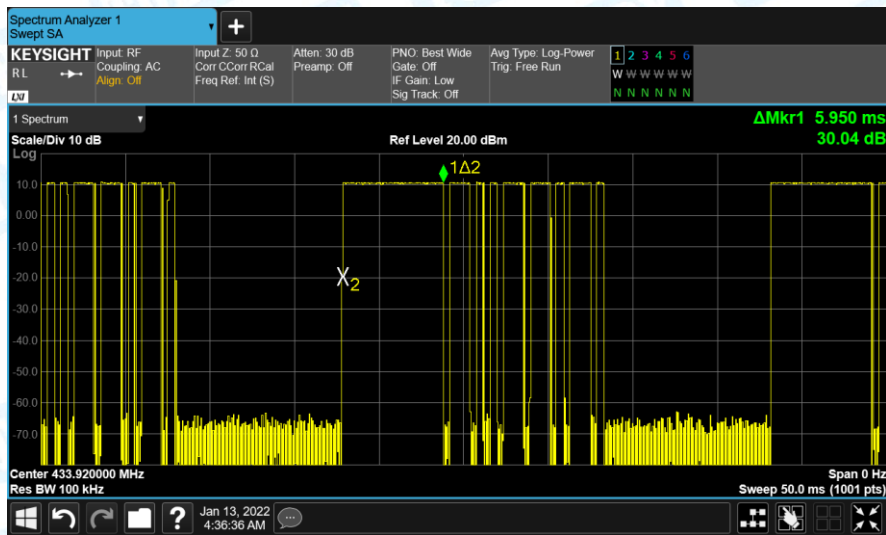 Spectrum Analyzer 1
Swept SA
+
KEYSIGHT
RL
LXI
Input: RF
Coupling: AC
Align: Off
Input Z: 50 Ω
Corr CCorr RCal
Freq Ref: Int (S)
Atten: 30 dB
Preamp: Off
PNO: Best Wide
Gate: Off
IF Gain: Low
Sig Track: Off
Avg Type: Log-Power
Trig: Free Run
1 2 3 4 5 6
W W W W W W
N N N N N N
1 Spectrum
ΔMkr1 5.950 ms
30.04 dB
Scale/Div 10 dB
Ref Level 20.00 dBm
Log
1Δ2
10.0
0.00
-10.0
-20.0
X2
-30.0
-40.0
-50.0
-60.0
-70.0
Center 433.920000 MHz
Span 0 Hz
Res BW 100 kHz
Sweep 50.0 ms (1001 pts)
?
Jan 13, 2022
4:36:36 AM